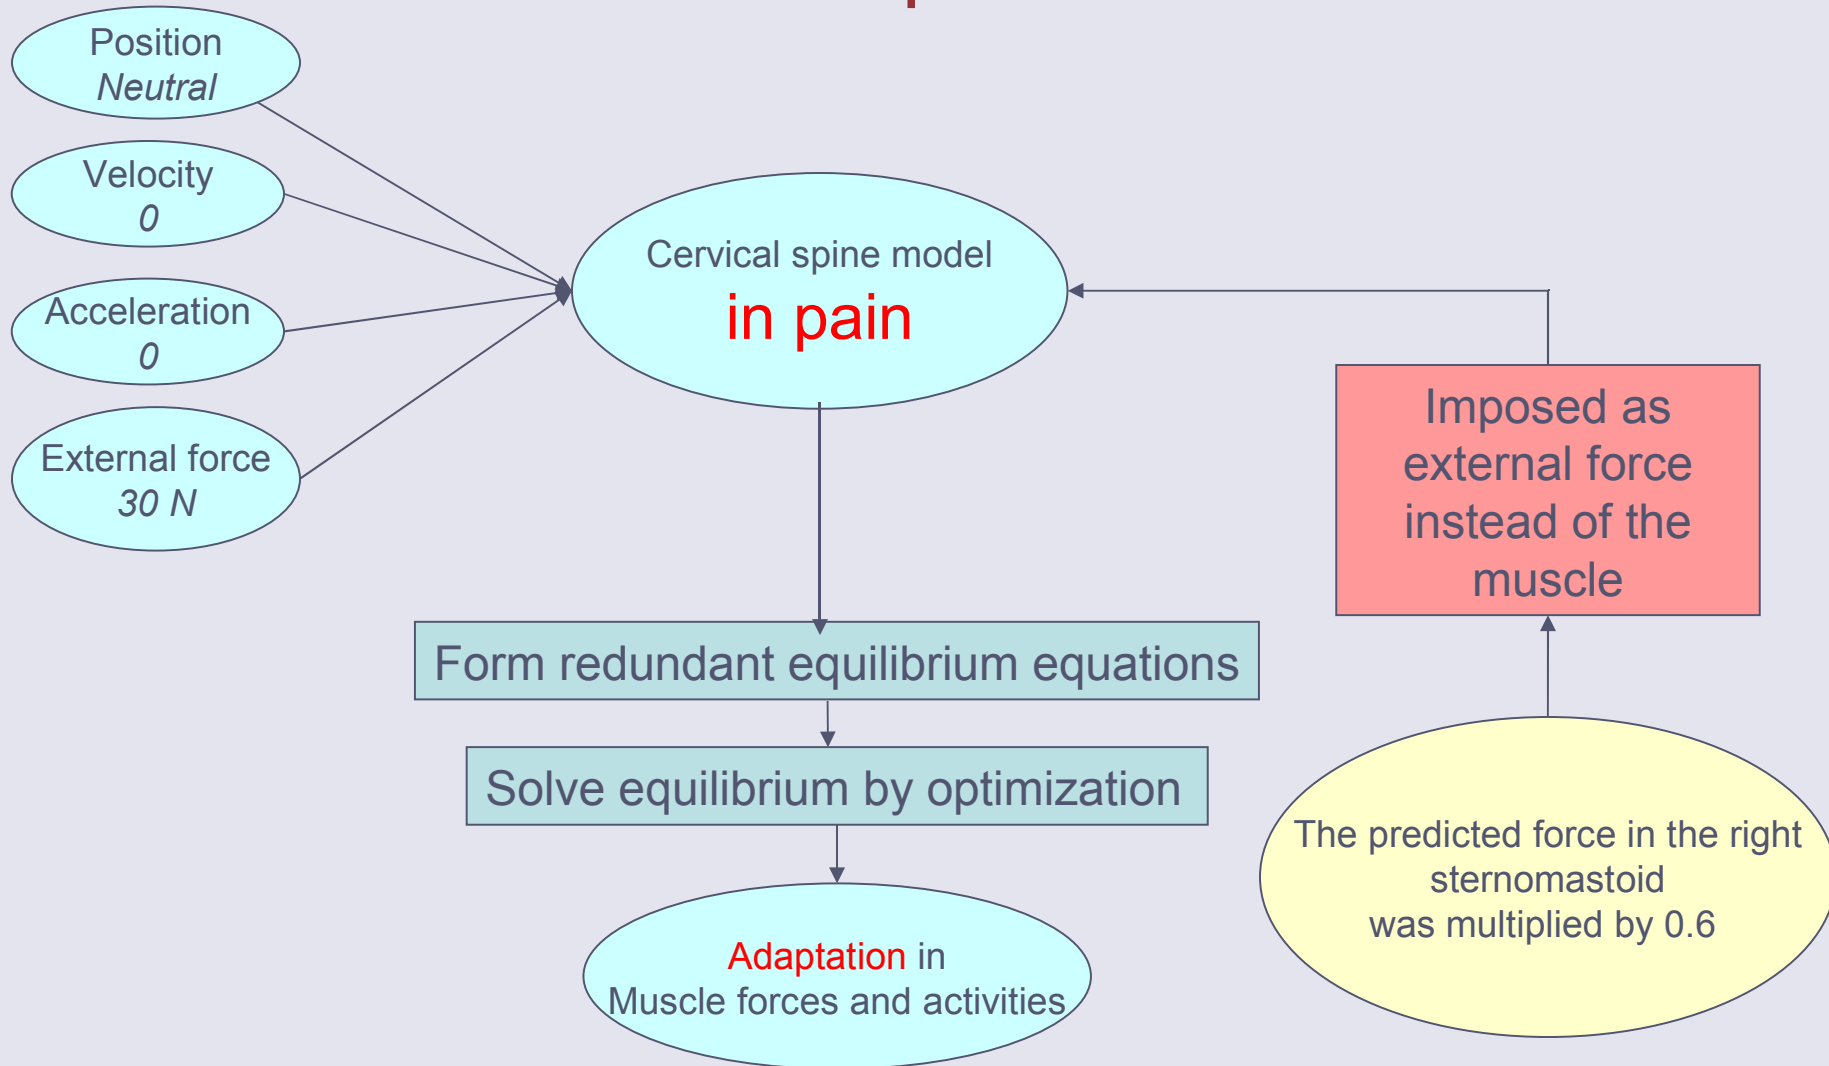 Position
Neutral
Velocity
0
Acceleration
0
External force
30 N
Cervical spine model
in pain
Imposed as
external force
instead of the
muscle
Form redundant equilibrium equations
Solve equilibrium by optimization
The predicted force in the right
sternomastoid
was multiplied by 0.6
Adaptation in
Muscle forces and activities